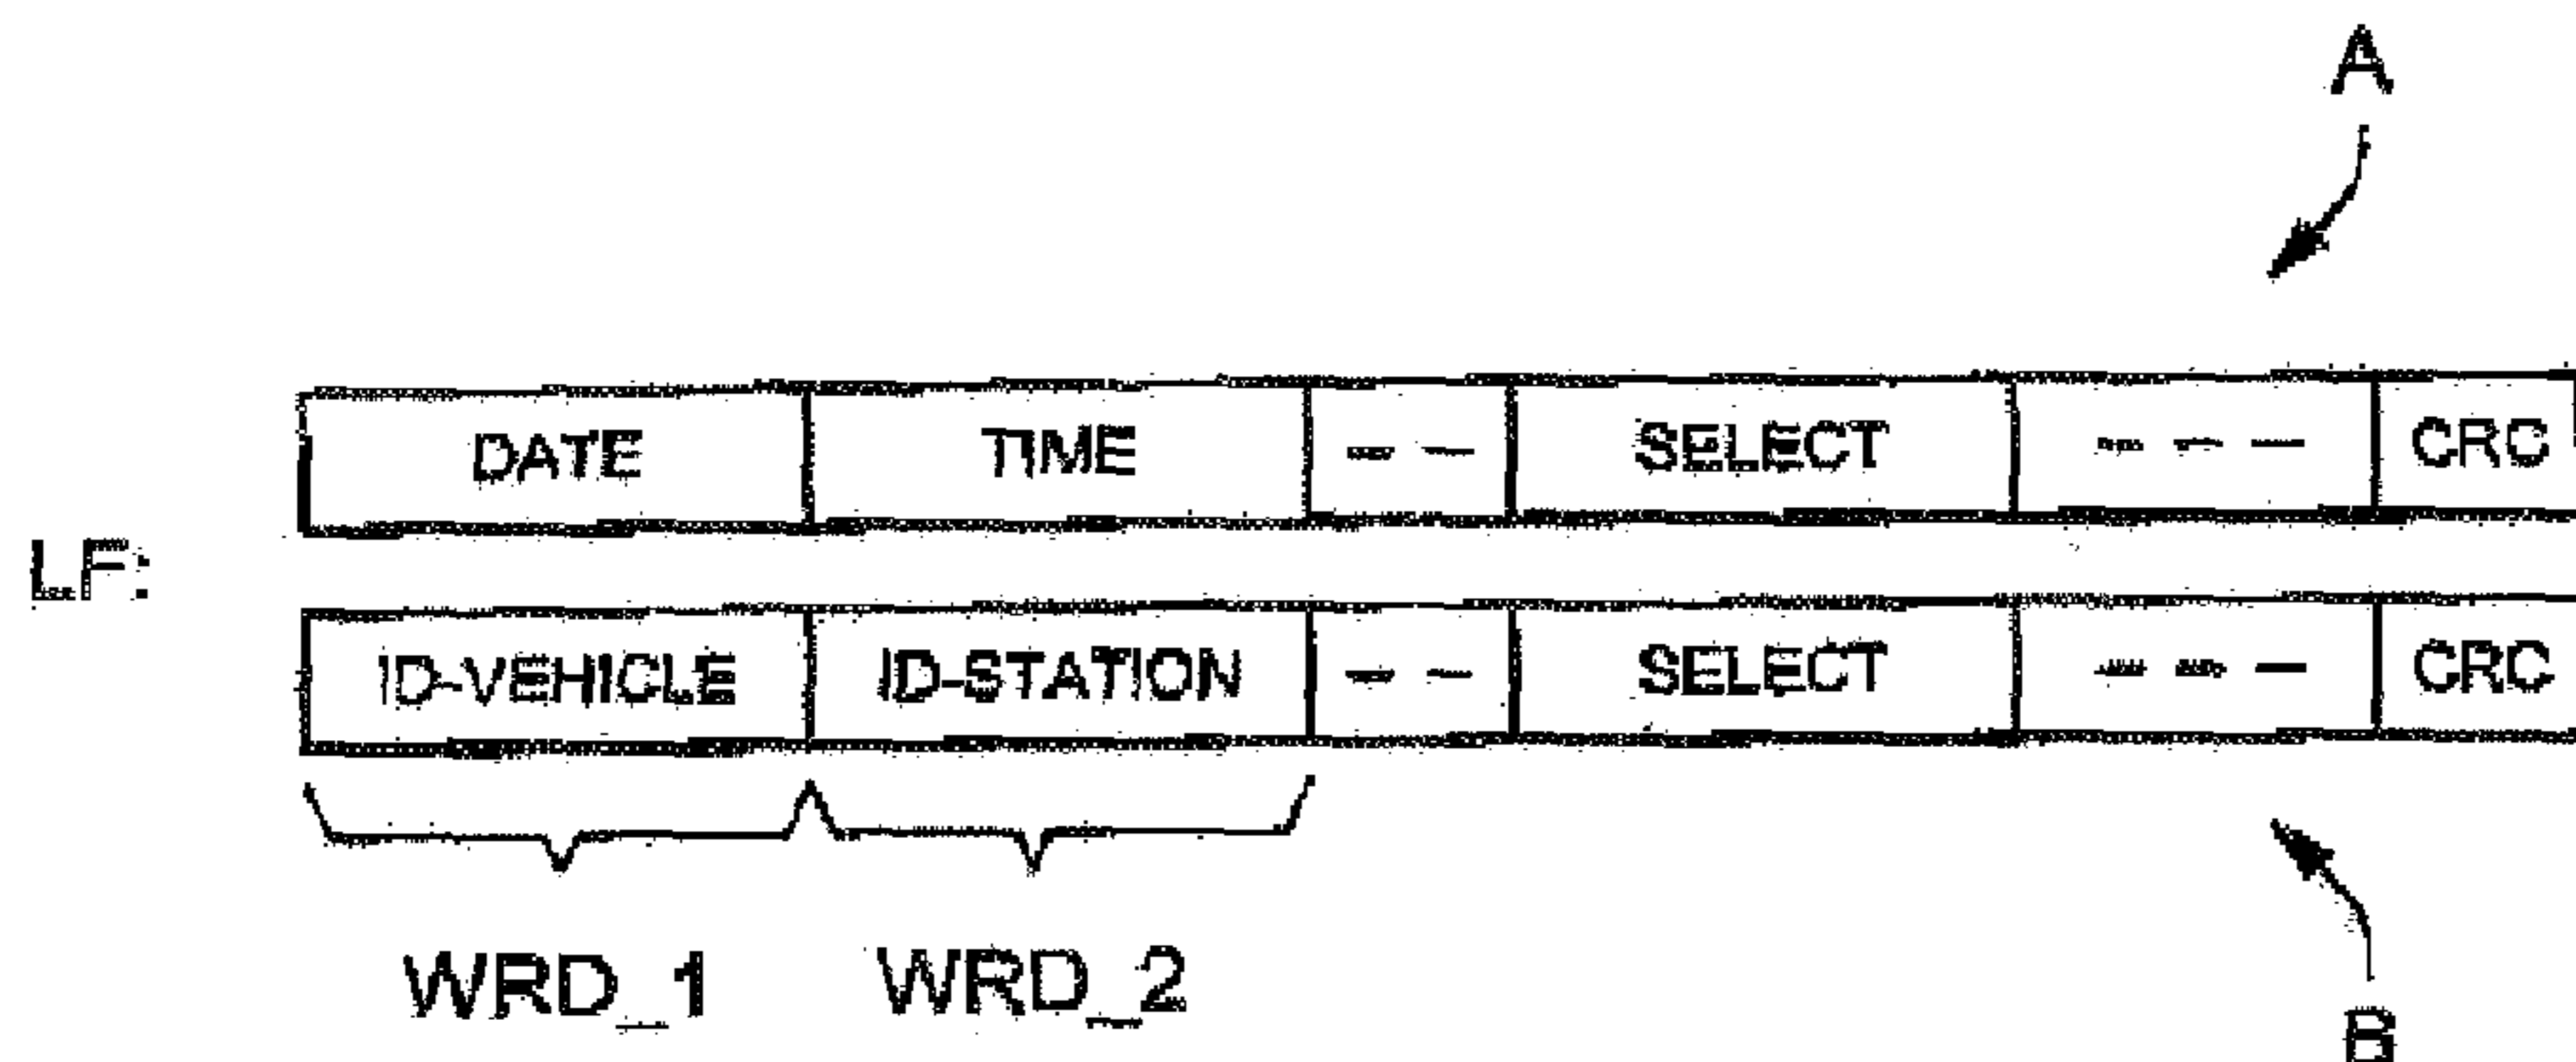 A
DATE TIME -- SELECT --- CRC
LF:
ID-VEHICLE ID-STATION -- SELECT --- CRC
WRD_1 WRD_2
B